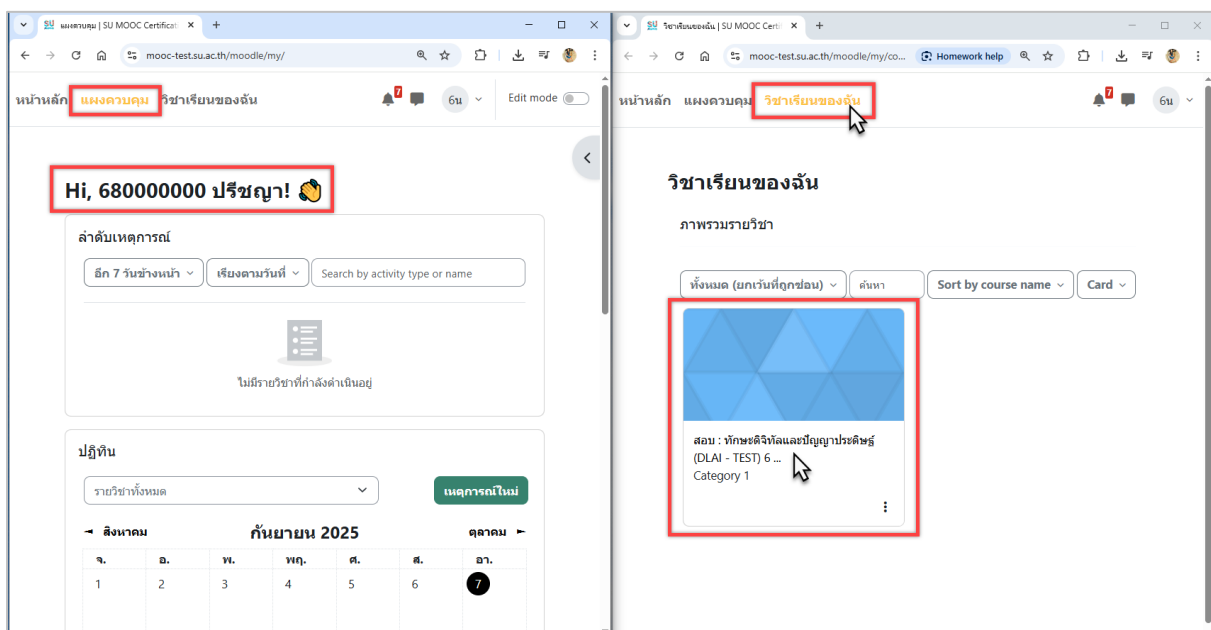 แผงควบคุม | SU MOOC Certificat
mooc-test.su.ac.th/moodle/my/
หน้าหลัก แผงควบคุม วิชาเรียนของฉัน
7
6น
Edit mode
Hi, 680000000 ปรีชญา! 👏
ลำดับเหตุการณ์
อีก 7 วันข้างหน้า
เรียงตามวันที่
Search by activity type or name
ไม่มีรายวิชาที่กำลังดำเนินอยู่
ปฏิทิน
รายวิชาทั้งหมด
เหตุการณ์ใหม่
◄ สิงหาคม กันยายน 2025 ตุลาคม ►
จ. อ. พ. พฤ. ศ. ส. อา.
1 2 3 4 5 6 7
วิชาเรียนของฉัน | SU MOOC Certi
mooc-test.su.ac.th/moodle/my/co...
Homework help
หน้าหลัก แผงควบคุม วิชาเรียนของฉัน
7
6น
วิชาเรียนของฉัน
ภาพรวมรายวิชา
ทั้งหมด (ยกเว้นที่ถูกซ่อน)
ค้นหา
Sort by course name
Card
สอบ : ทักษะดิจิทัลและปัญญาประดิษฐ์
(DLAI - TEST) 6 ...
Category 1